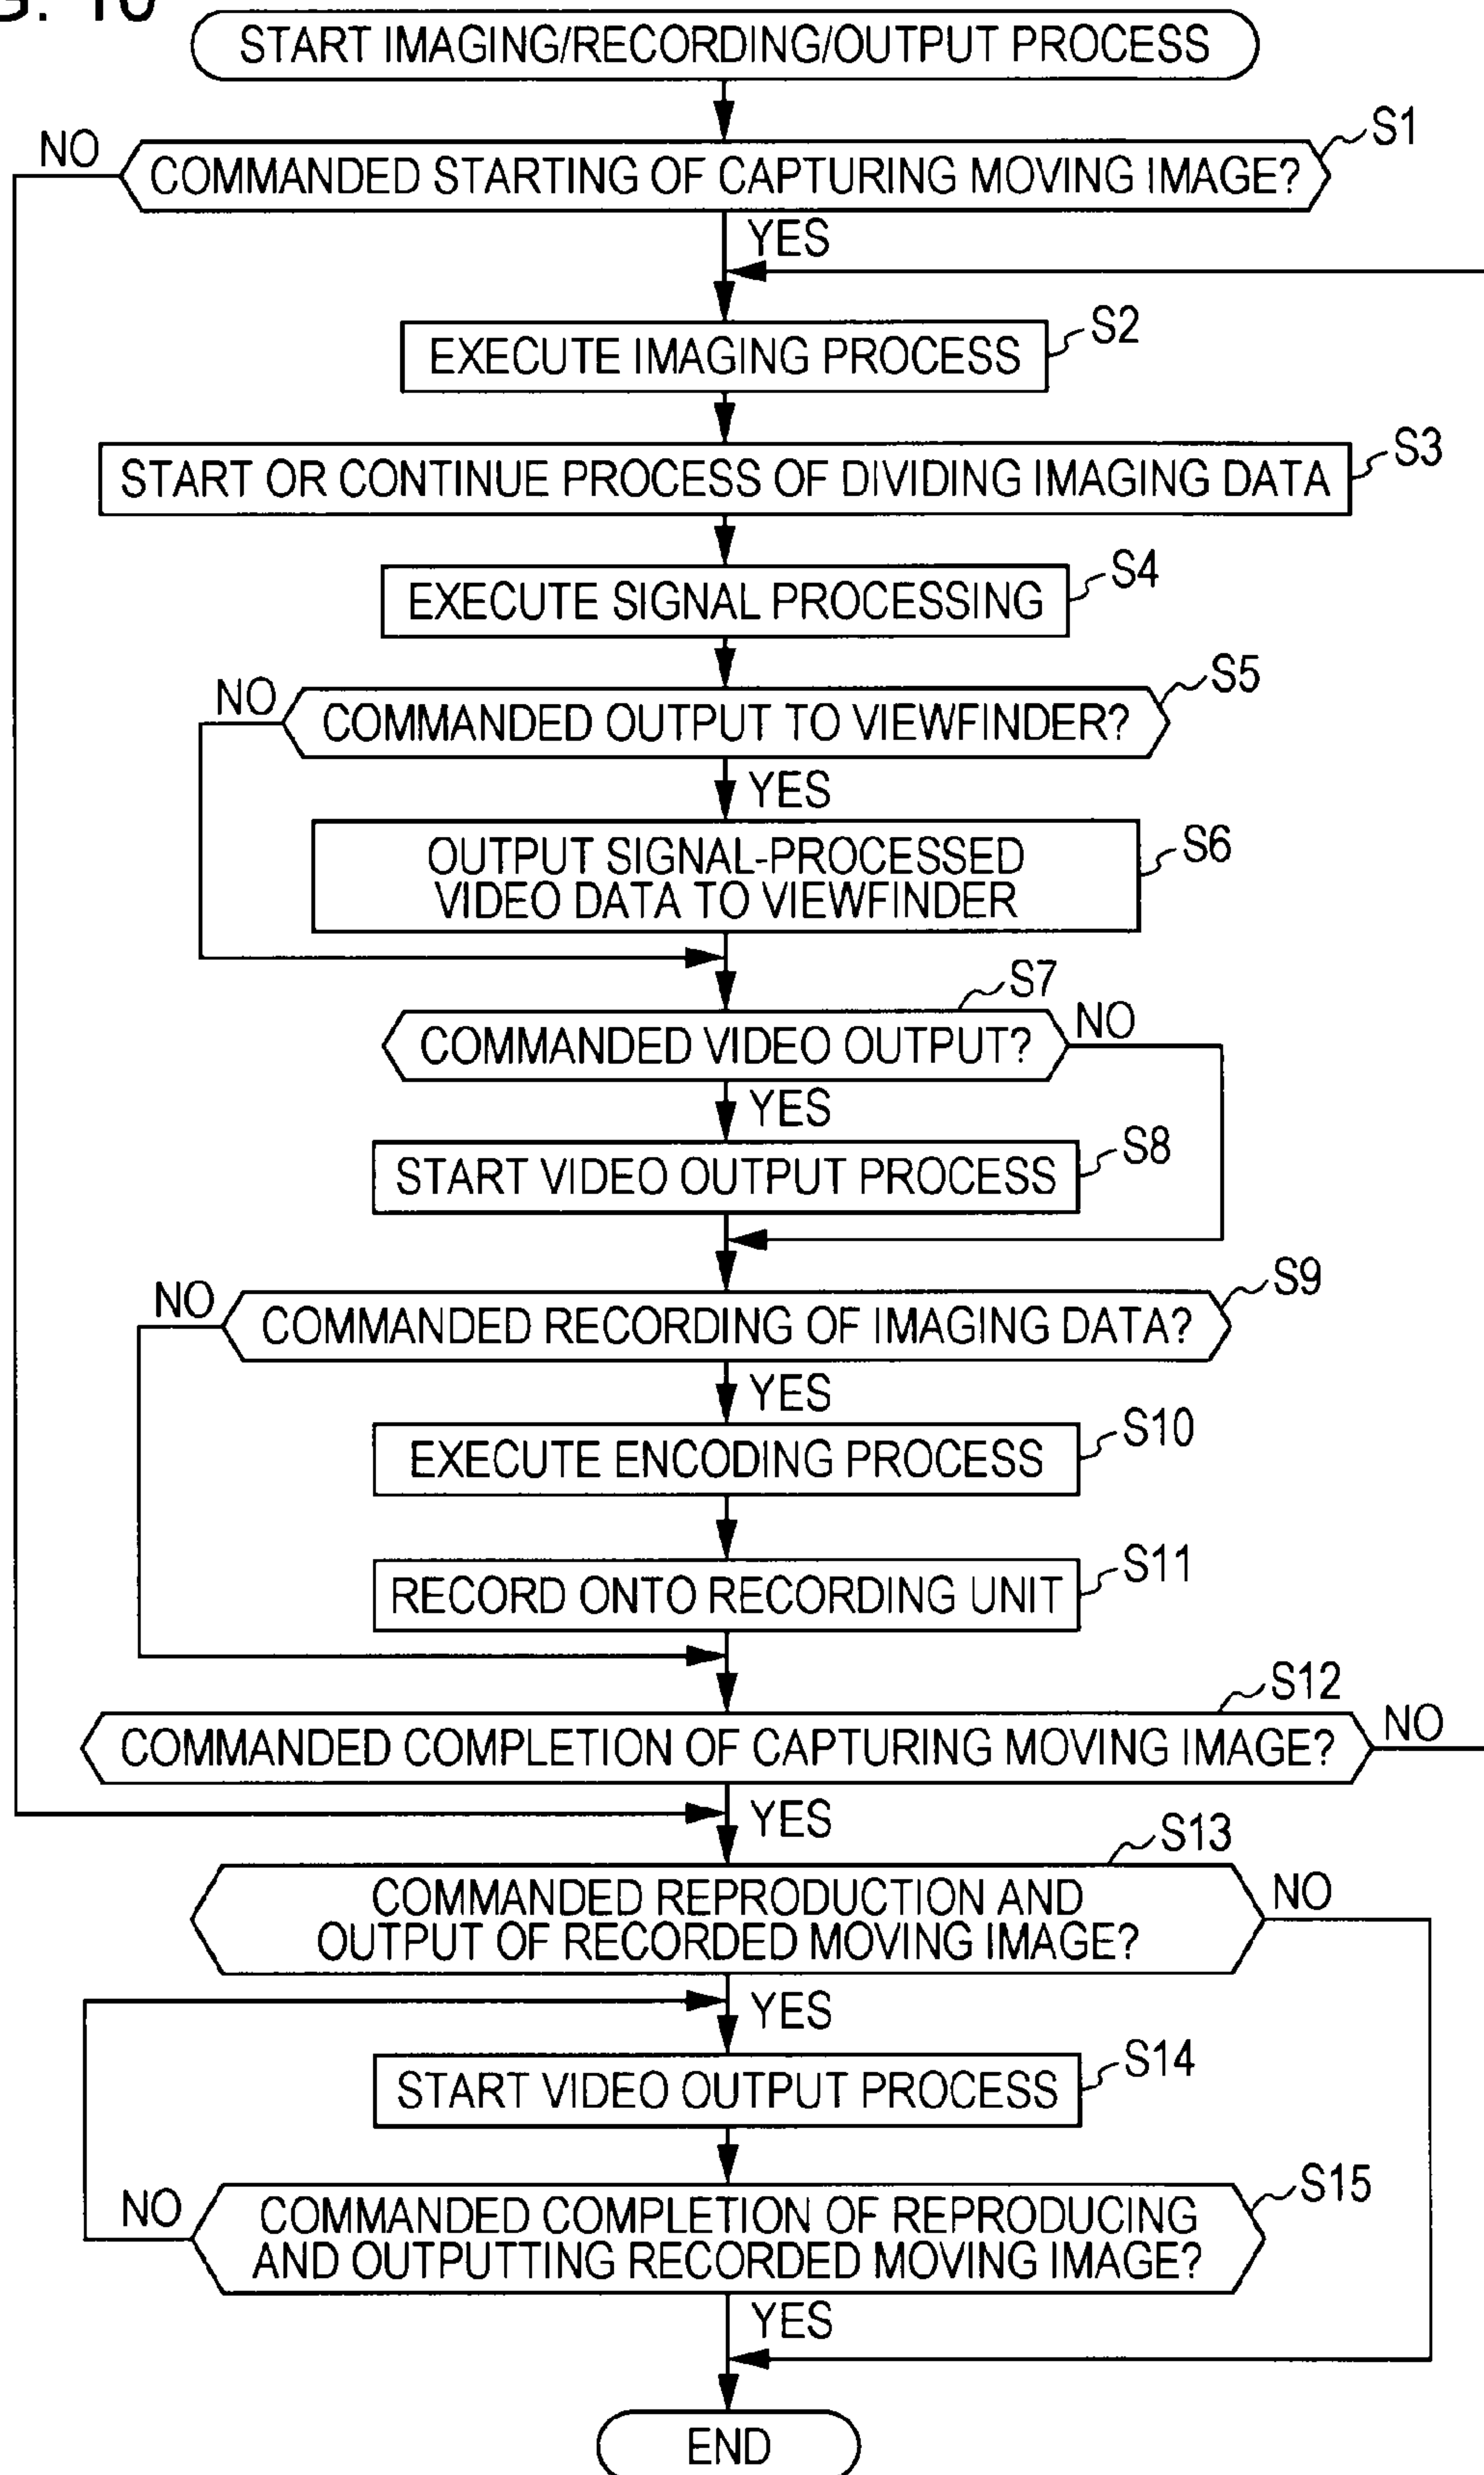 G. 10
START IMAGING/RECORDING/OUTPUT PROCESS
S1
NO
COMMANDED STARTING OF CAPTURING MOVING IMAGE?
YES
S2
EXECUTE IMAGING PROCESS
S3
START OR CONTINUE PROCESS OF DIVIDING IMAGING DATA
S4
EXECUTE SIGNAL PROCESSING
S5
NO
COMMANDED OUTPUT TO VIEWFINDER?
YES
S6
OUTPUT SIGNAL-PROCESSED
VIDEO DATA TO VIEWFINDER
S7
NO
COMMANDED VIDEO OUTPUT?
YES
S8
START VIDEO OUTPUT PROCESS
S9
NO
COMMANDED RECORDING OF IMAGING DATA?
YES
S10
EXECUTE ENCODING PROCESS
S11
RECORD ONTO RECORDING UNIT
S12
NO
COMMANDED COMPLETION OF CAPTURING MOVING IMAGE?
YES
S13
NO
COMMANDED REPRODUCTION AND
OUTPUT OF RECORDED MOVING IMAGE?
YES
S14
START VIDEO OUTPUT PROCESS
S15
NO
COMMANDED COMPLETION OF REPRODUCING
AND OUTPUTTING RECORDED MOVING IMAGE?
YES
END